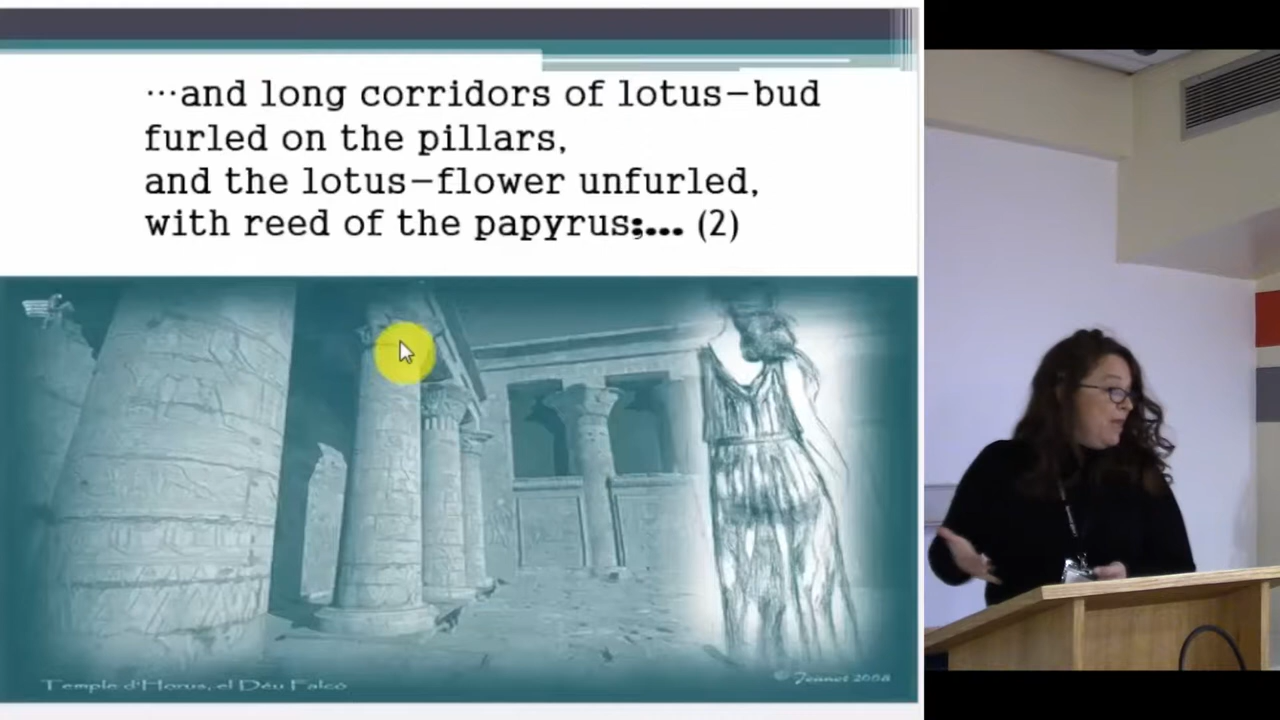 …and long corridors of lotus-bud
furled on the pillars,
and the lotus-flower unfurled,
with reed of the papyrus;… (2)
Temple d'Horus, el Déu Falcó
© Jeanot 2008